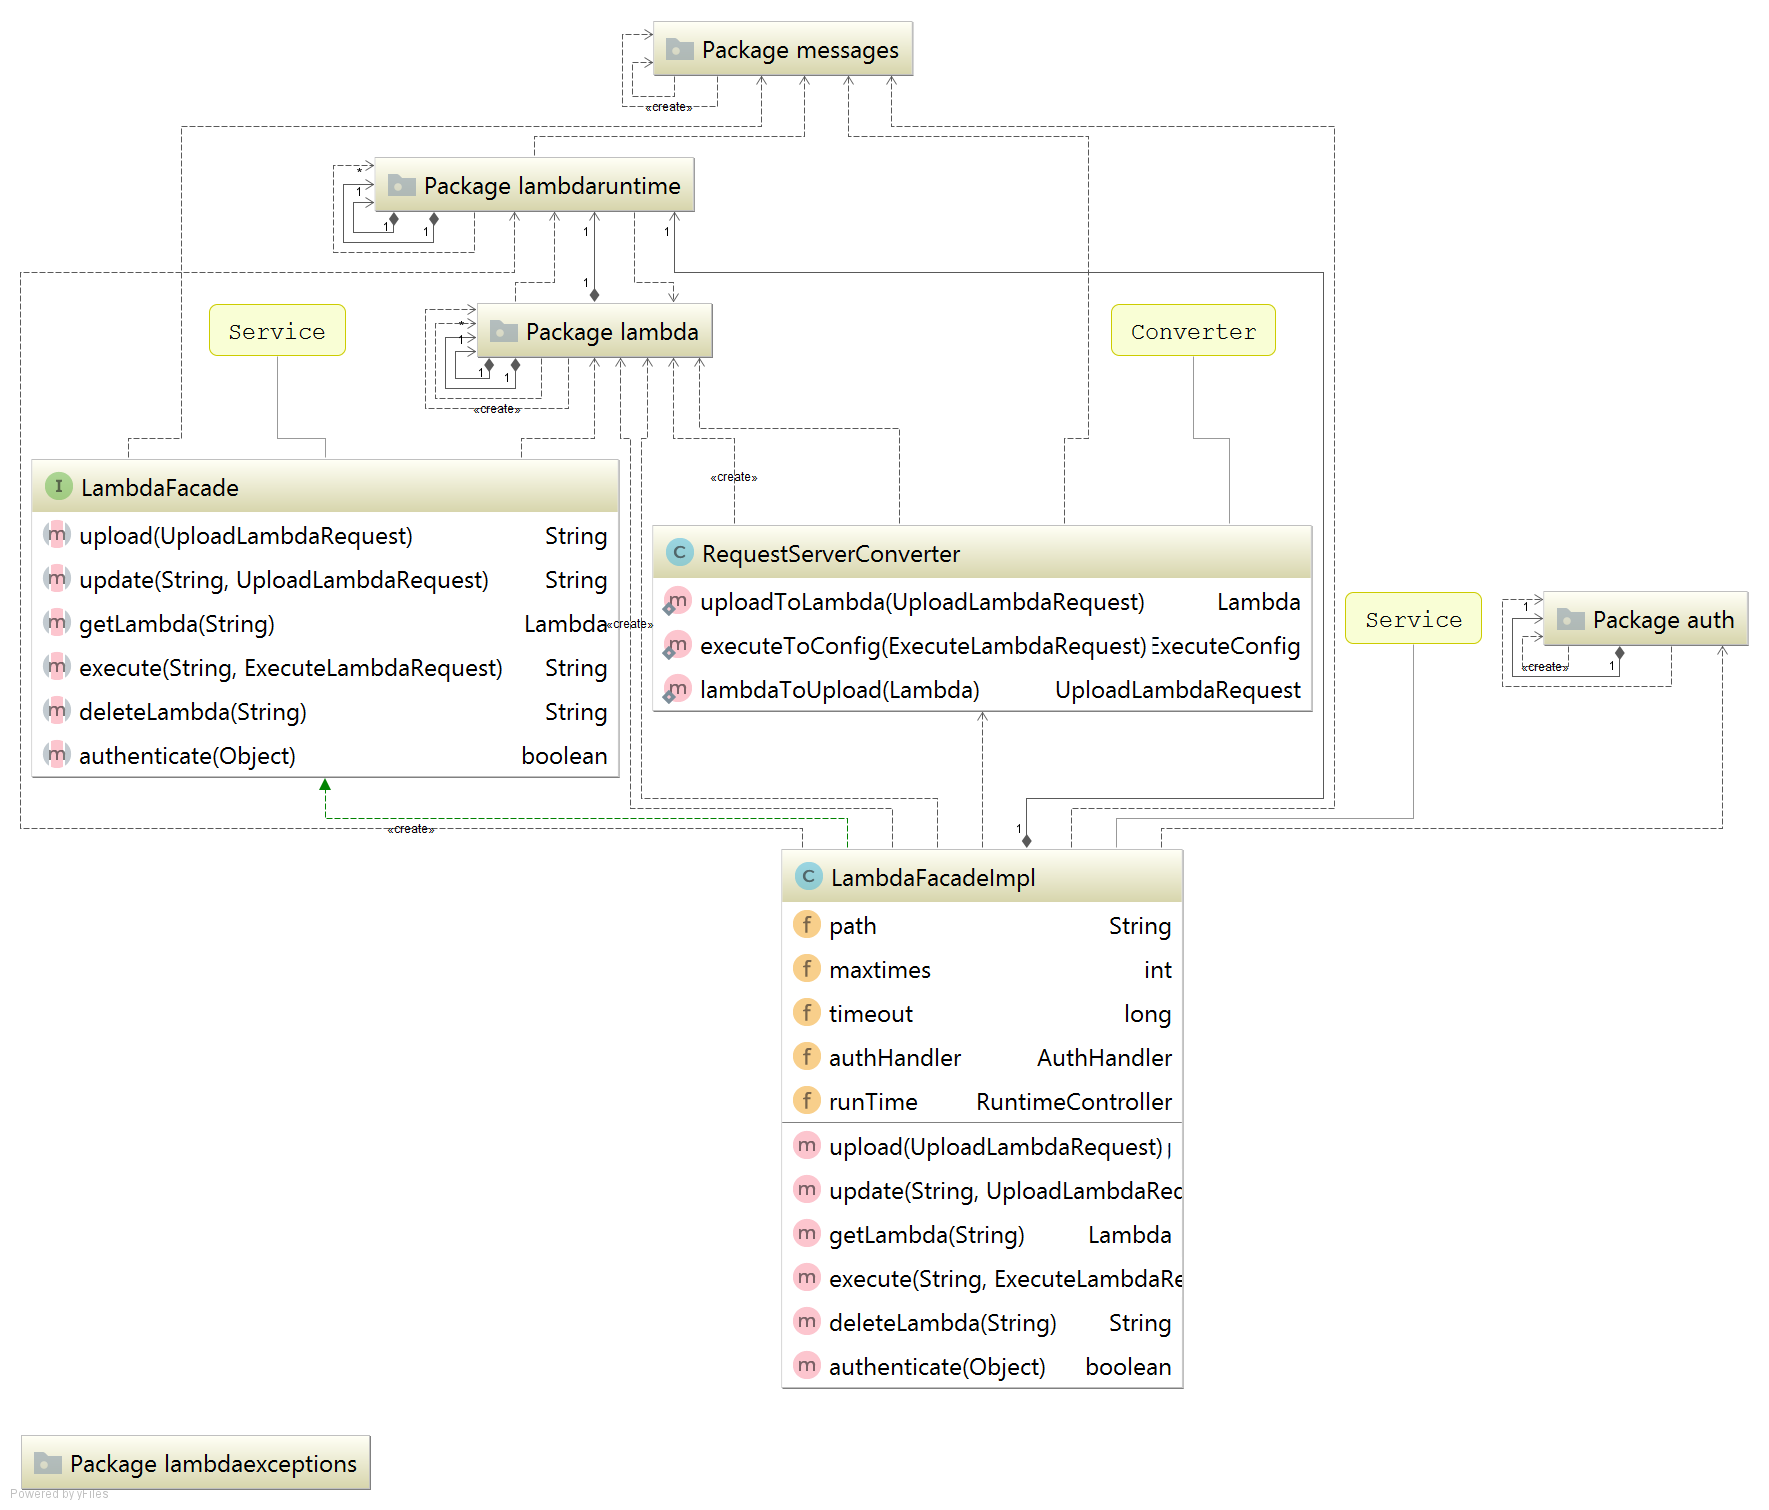 Package messages
«create»
Package lambdaruntime
*
1
1
1
1
1
1
Service
Package lambda
Converter
*
1
1
1
«create»
LambdaFacade
upload(UploadLambdaRequest) String
update(String, UploadLambdaRequest) String
getLambda(String) Lambda
execute(String, ExecuteLambdaRequest) String
deleteLambda(String) String
authenticate(Object) boolean
«create»
«create»
RequestServerConverter
uploadToLambda(UploadLambdaRequest) Lambda
executeToConfig(ExecuteLambdaRequest) ExecuteConfig
lambdaToUpload(Lambda) UploadLambdaRequest
Service
Package auth
1
1
«create»
«create»
1
LambdaFacadeImpl
path String
maxtimes int
timeout long
authHandler AuthHandler
runTime RuntimeController
upload(UploadLambdaRequest)
update(String, UploadLambdaRec
getLambda(String) Lambda
execute(String, ExecuteLambdaRe
deleteLambda(String) String
authenticate(Object) boolean
Package lambdaexceptions
Powered by yFiles